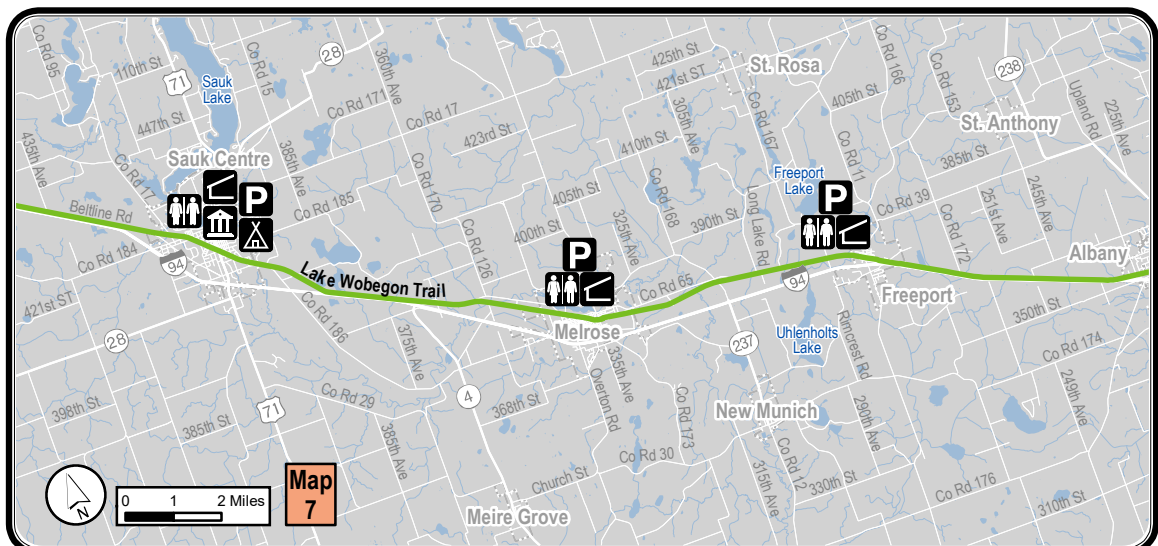 Co Rd 95
110th St
71
Sauk
Lake
Co Rd 15
28
360th Ave
425th St
421st ST
St. Rosa
Co Rd 166
238
Co Rd 153
Upland Rd
225th Ave
435th Ave
447th St
Co Rd 171
Co Rd 17
423rd St
305th Ave
Co Rd 167
405th St
St. Anthony
Sauk Centre
385th Ave
410th St
Co Rd 11
385th St
Co Rd 17
Co Rd 170
Freeport
Lake
P
P
Co Rd 185
405th St
Co Rd 168
Co Rd 39
251st Ave
245th Ave
Beltline Rd
400th St
325th Ave
390th St
Long Lake Rd
Co Rd 184
94
Co Rd 126
P
Co Rd 172
Albany
Lake Wobegon Trail
Co Rd 65
94
Freeport
421st ST
Co Rd 186
375th Ave
Melrose
237
Uhlenholts
Lake
Rimcrest Rd
350th St
28
335th Ave
Co Rd 174
4
Overton Rd
398th St
71
Co Rd 29
368th St
Co Rd 173
New Munich
290th Ave
249th Ave
385th St
385th Ave
Co Rd 30
315th Ave
Co Rd 12
330th St
Co Rd 176
310th St
Church St
Meire Grove
N
0 1 2 Miles
Map
7